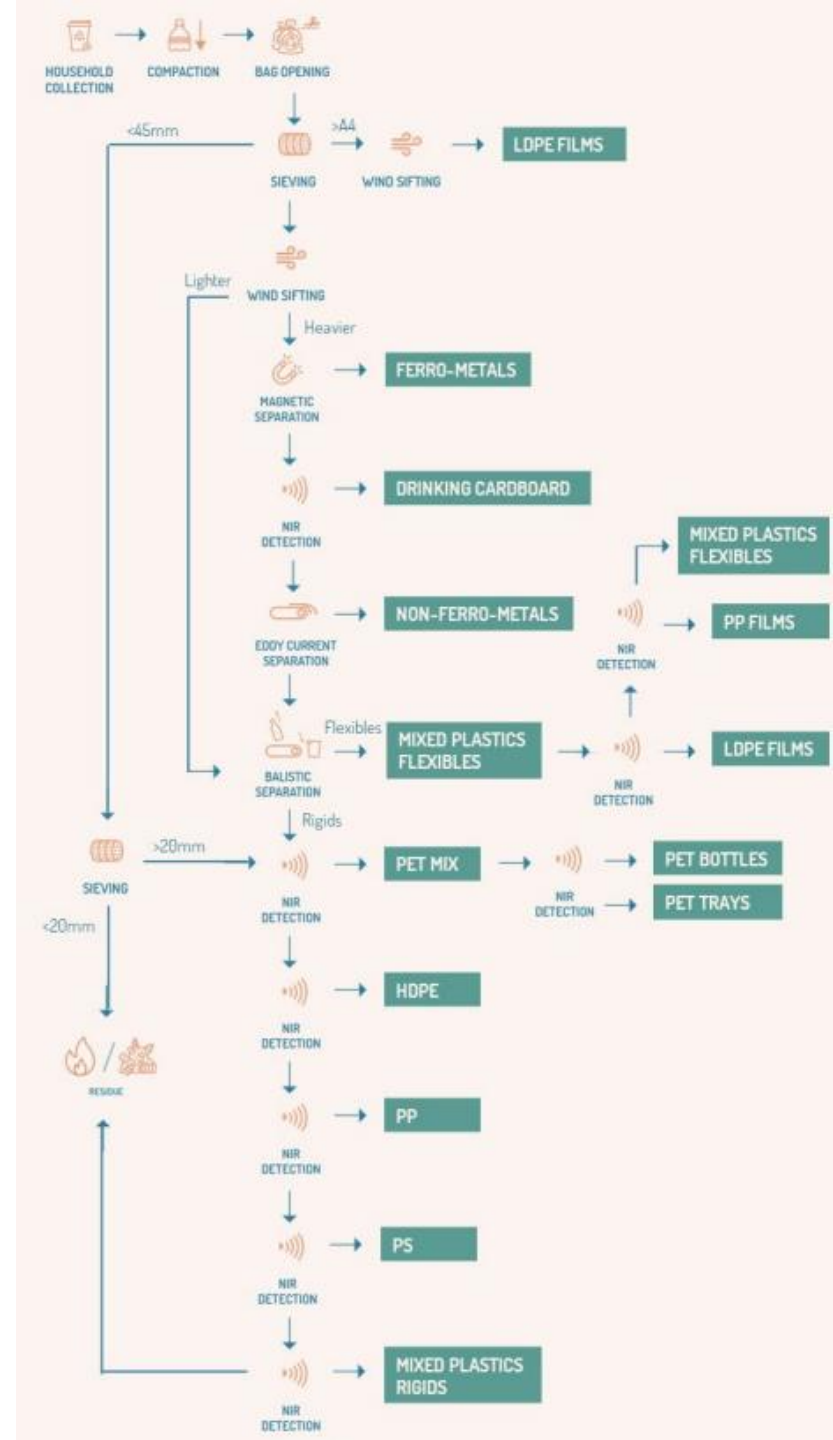 HOUSEHOLD
COLLECTION
COMPACTION
BAG OPENING
<45mm
>A4
SIEVING
WIND SIFTING
LDPE FILMS
Lighter
WIND SIFTING
Heavier
MAGNETIC
SEPARATION
FERRO-METALS
NIR
DETECTION
DRINKING CARDBOARD
EDDY CURRENT
SEPARATION
NON-FERRO-METALS
MIXED PLASTICS
FLEXIBLES
NIR
DETECTION
PP FILMS
BALISTIC
SEPARATION
Flexibles
MIXED PLASTICS
FLEXIBLES
NIR
DETECTION
LDPE FILMS
Rigids
SIEVING
>20mm
NIR
DETECTION
PET MIX
NIR
DETECTION
PET BOTTLES
PET TRAYS
<20mm
RESIDUE
NIR
DETECTION
HDPE
NIR
DETECTION
PP
NIR
DETECTION
PS
NIR
DETECTION
MIXED PLASTICS
RIGIDS